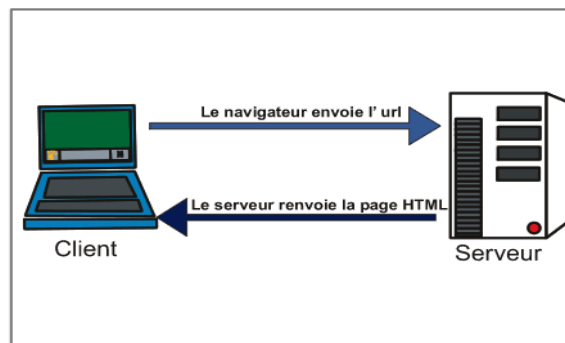 Le navigateur envoie l' url
Le serveur renvoie la page HTML
Client
Serveur